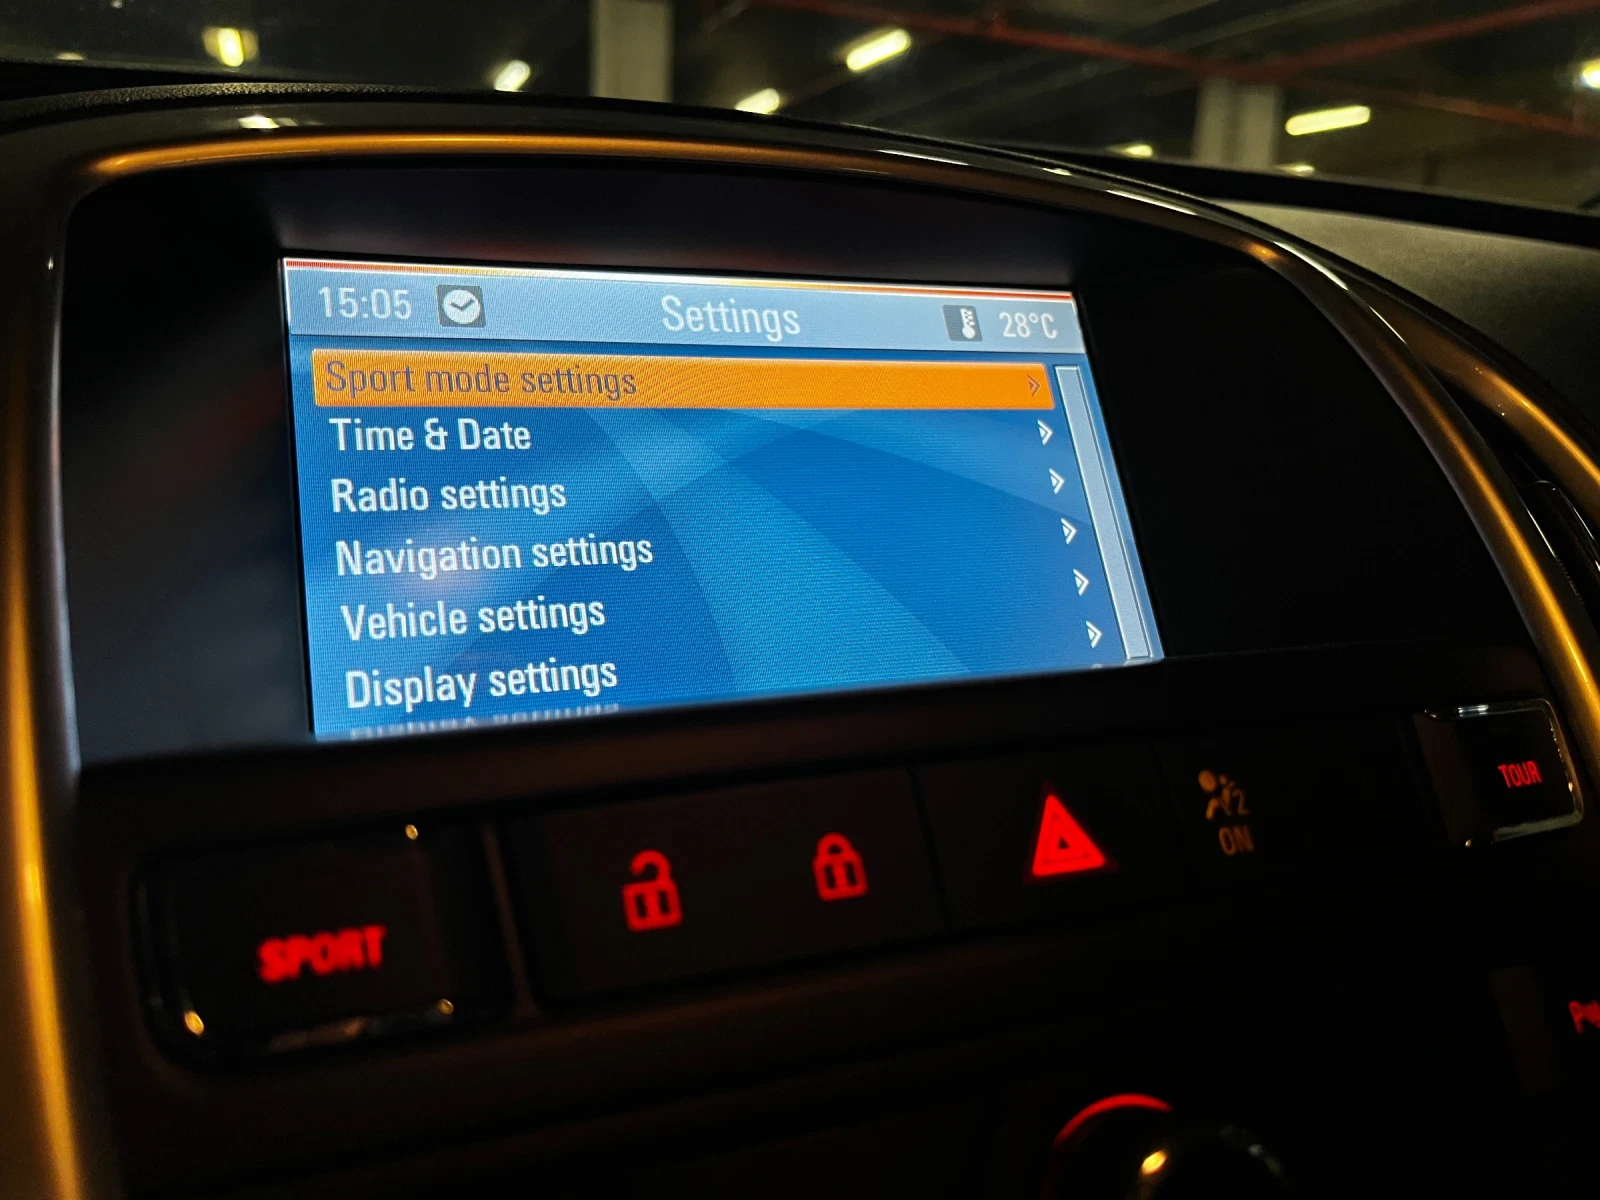 15:05 Settings 28°C
Sport mode settings
Time & Date
Radio settings
Navigation settings
Vehicle settings
Display settings
SPORT
2
ON
TOUR